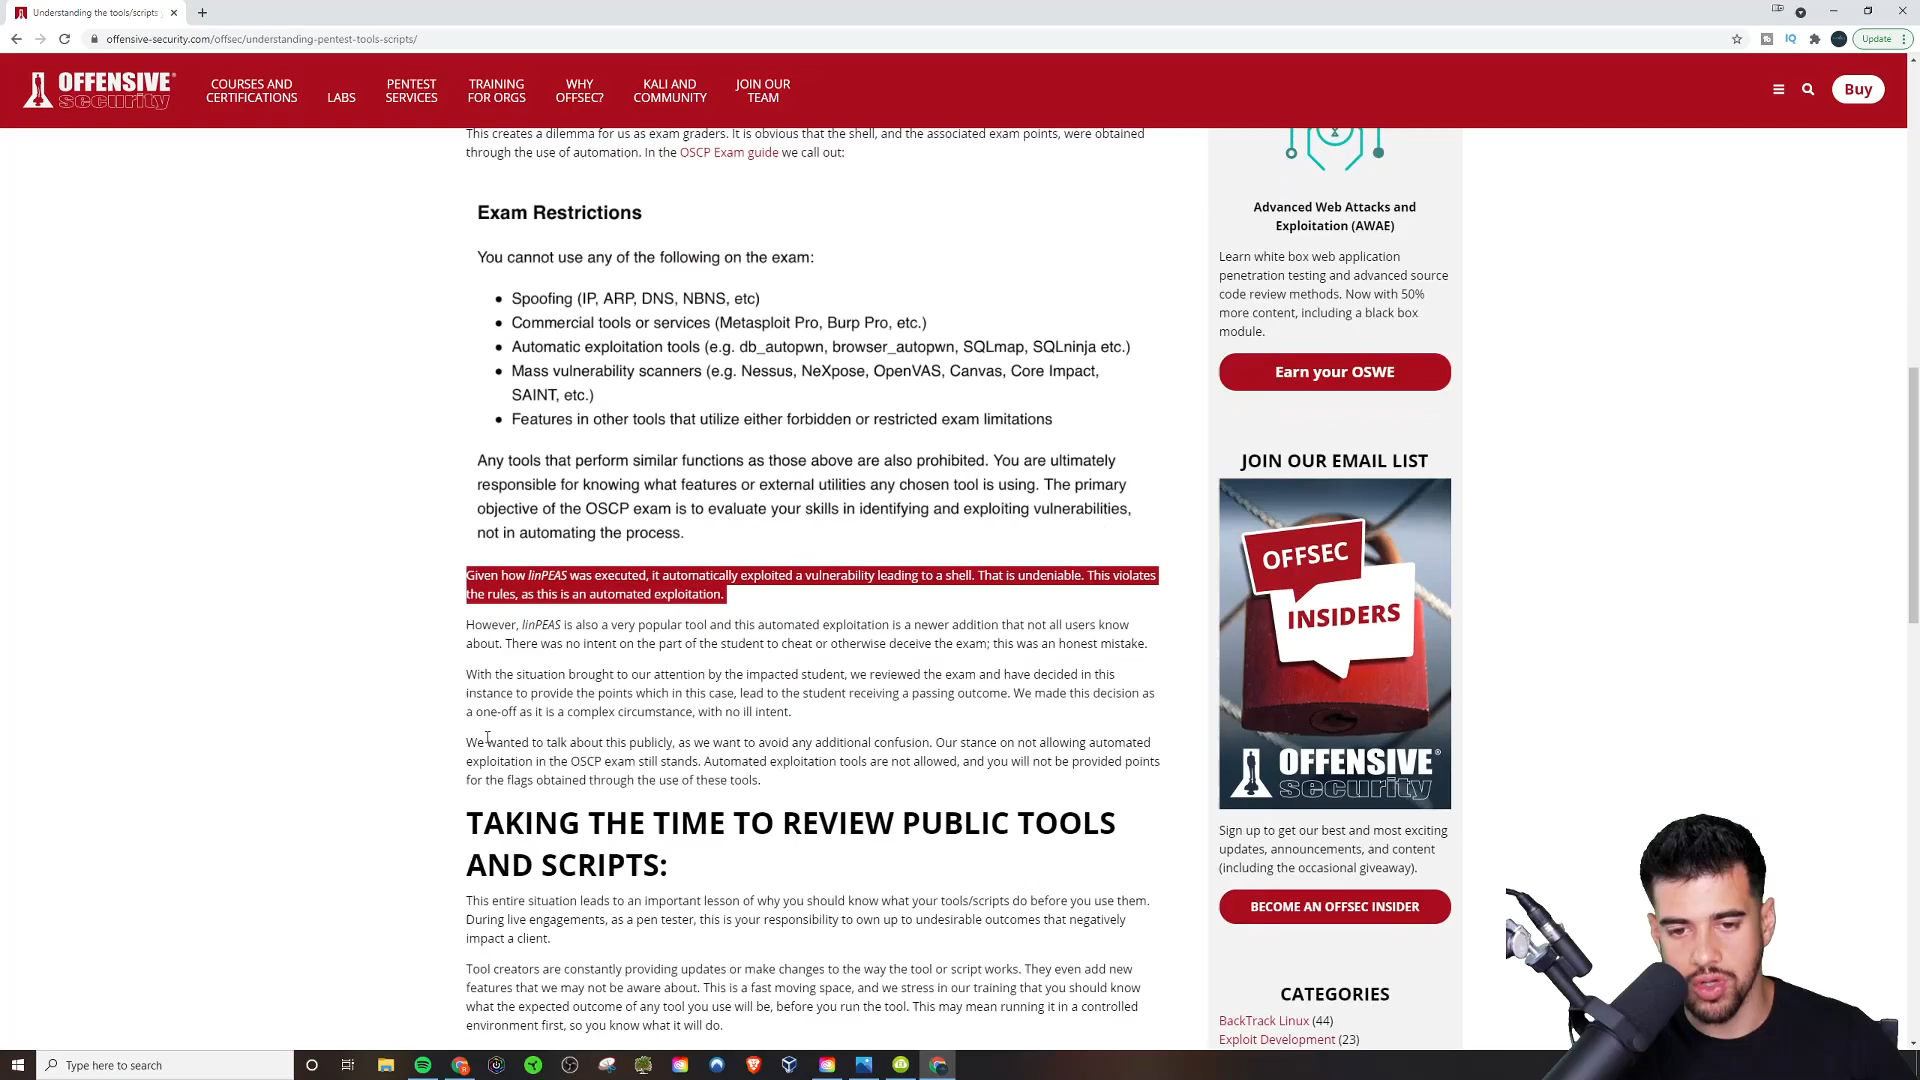 Understanding the tools/scripts
offensive-security.com/offsec/understanding-pentest-tools-scripts/
Update
OFFENSIVE
security
COURSES AND
CERTIFICATIONS
LABS
PENTEST
SERVICES
TRAINING
FOR ORGS
WHY
OFFSEC?
KALI AND
COMMUNITY
JOIN OUR
TEAM
Buy
This creates a dilemma for us as exam graders. It is obvious that the shell, and the associated exam points, were obtained
through the use of automation. In the OSCP Exam guide we call out:
Exam Restrictions
You cannot use any of the following on the exam:
• Spoofing (IP, ARP, DNS, NBNS, etc)
• Commercial tools or services (Metasploit Pro, Burp Pro, etc.)
• Automatic exploitation tools (e.g. db_autopwn, browser_autopwn, SQLmap, SQLninja etc.)
• Mass vulnerability scanners (e.g. Nessus, NeXpose, OpenVAS, Canvas, Core Impact,
SAINT, etc.)
• Features in other tools that utilize either forbidden or restricted exam limitations
Any tools that perform similar functions as those above are also prohibited. You are ultimately
responsible for knowing what features or external utilities any chosen tool is using. The primary
objective of the OSCP exam is to evaluate your skills in identifying and exploiting vulnerabilities,
not in automating the process.
Given how linPEAS was executed, it automatically exploited a vulnerability leading to a shell. That is undeniable. This violates
the rules, as this is an automated exploitation.
However, linPEAS is also a very popular tool and this automated exploitation is a newer addition that not all users know
about. There was no intent on the part of the student to cheat or otherwise deceive the exam; this was an honest mistake.
With the situation brought to our attention by the impacted student, we reviewed the exam and have decided in this
instance to provide the points which in this case, lead to the student receiving a passing outcome. We made this decision as
a one-off as it is a complex circumstance, with no ill intent.
We wanted to talk about this publicly, as we want to avoid any additional confusion. Our stance on not allowing automated
exploitation in the OSCP exam still stands. Automated exploitation tools are not allowed, and you will not be provided points
for the flags obtained through the use of these tools.
TAKING THE TIME TO REVIEW PUBLIC TOOLS
AND SCRIPTS:
This entire situation leads to an important lesson of why you should know what your tools/scripts do before you use them.
During live engagements, as a pen tester, this is your responsibility to own up to undesirable outcomes that negatively
impact a client.
Tool creators are constantly providing updates or make changes to the way the tool or script works. They even add new
features that we may not be aware about. This is a fast moving space, and we stress in our training that you should know
what the expected outcome of any tool you use will be, before you run the tool. This may mean running it in a controlled
environment first, so you know what it will do.
Advanced Web Attacks and
Exploitation (AWAE)
Learn white box web application
penetration testing and advanced source
code review methods. Now with 50%
more content, including a black box
module.
Earn your OSWE
JOIN OUR EMAIL LIST
OFFSEC
INSIDERS
OFFENSIVE
security
Sign up to get our best and most exciting
updates, announcements, and content
(including the occasional giveaway).
BECOME AN OFFSEC INSIDER
CATEGORIES
BackTrack Linux (44)
Exploit Development (23)
Type here to search